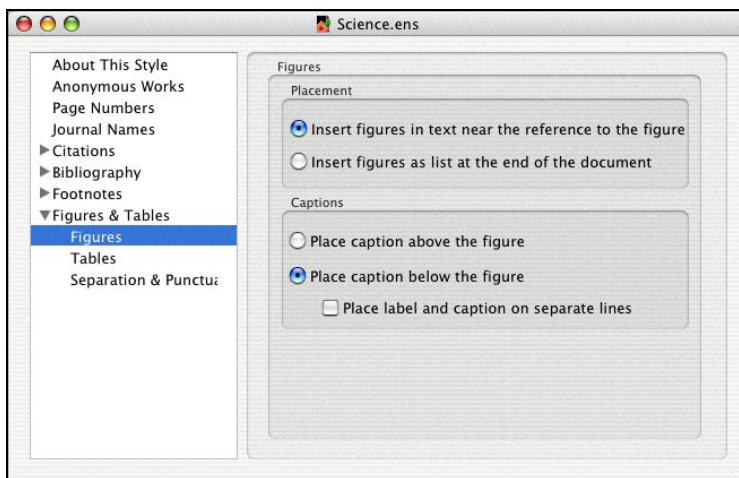 Science.ens
About This Style
Anonymous Works
Page Numbers
Journal Names
Citations
Bibliography
Footnotes
Figures & Tables
Figures
Tables
Separation & Punctua
Figures
Placement
Insert figures in text near the reference to the figure
Insert figures as list at the end of the document
Captions
Place caption above the figure
Place caption below the figure
Place label and caption on separate lines